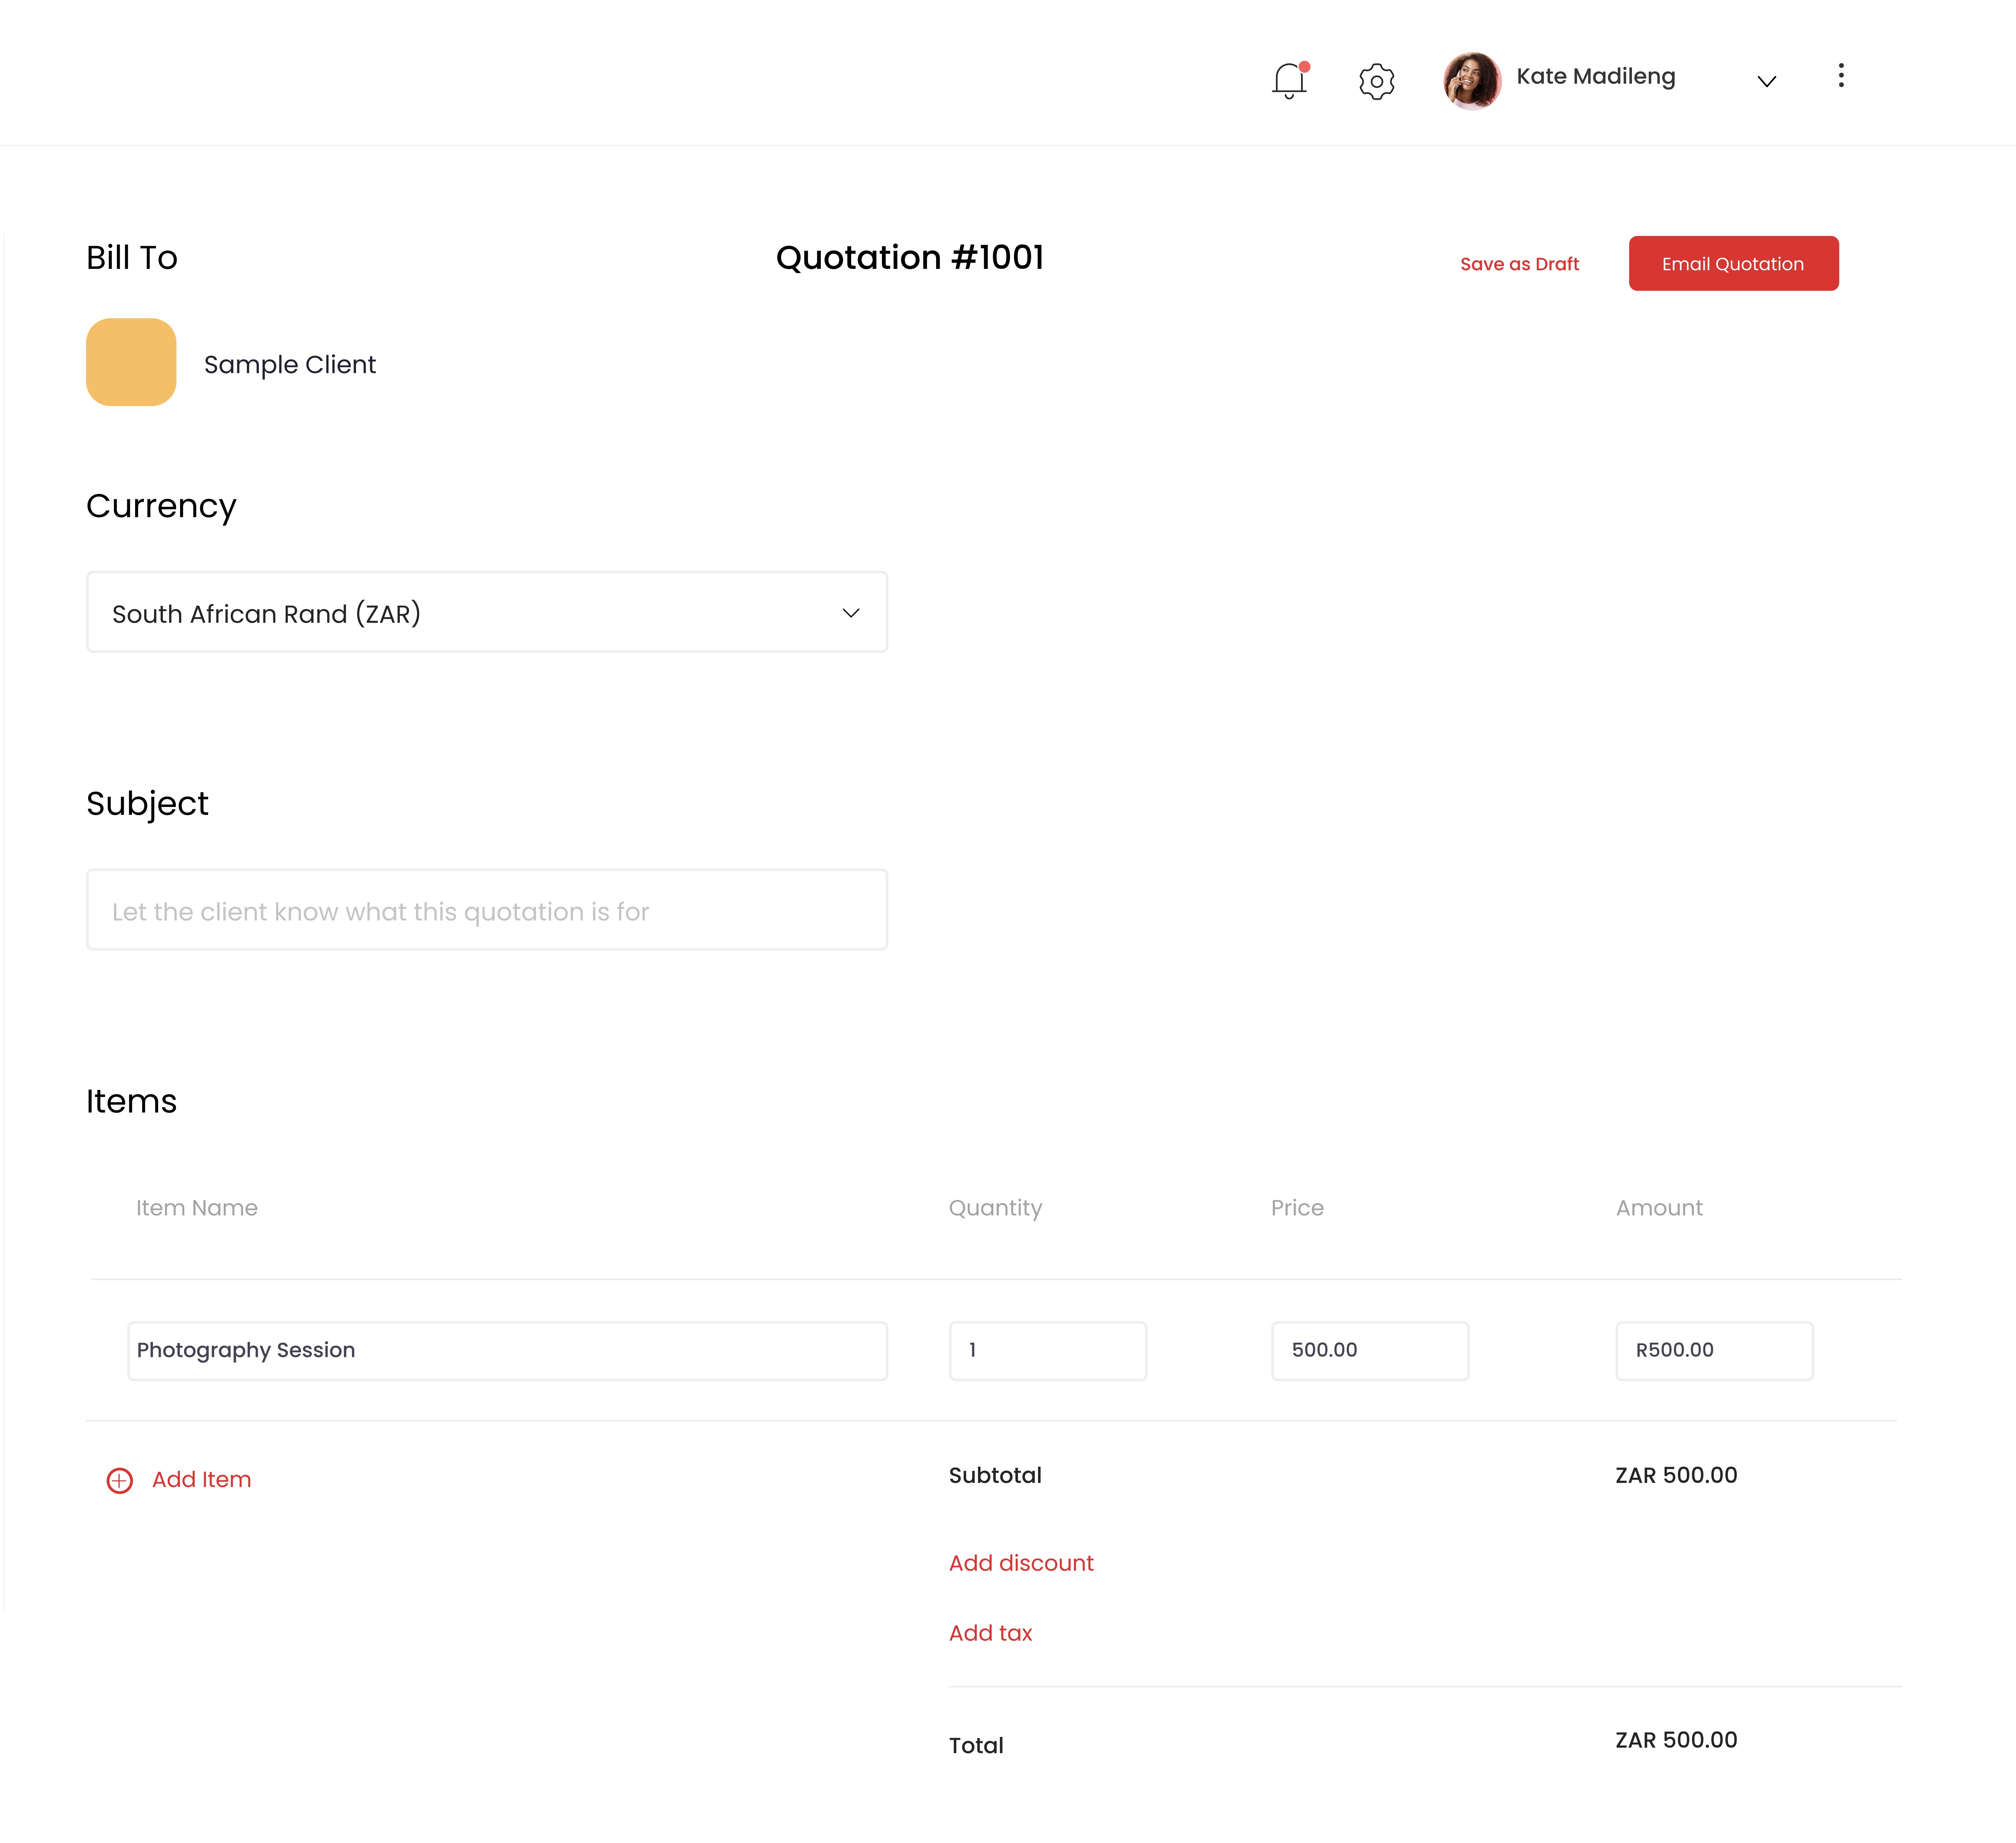 Kate Madileng
Bill To
Quotation #1001
Save as Draft
Email Quotation
Sample Client
Currency
South African Rand (ZAR)
Subject
Let the client know what this quotation is for
Items
Item Name Quantity Price Amount
Photography Session 1 500.00 R500.00
Add Item
Subtotal ZAR 500.00
Add discount
Add tax
Total ZAR 500.00